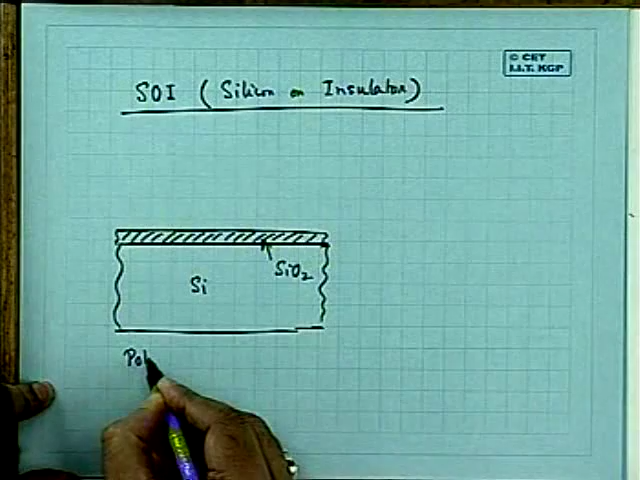 © CET
I.I.T. KGP
SOI ( Silicon on Insulator )
SiO2
Si
Pol